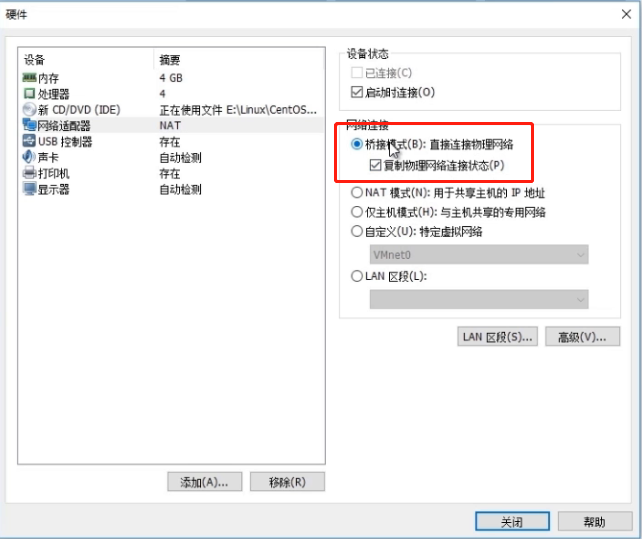 硬件
设备 摘要
内存 4 GB
处理器 4
新 CD/DVD (IDE) 正在使用文件 E:\Linux\CentOS...
网络适配器 NAT
USB 控制器 存在
声卡 自动检测
打印机 存在
显示器 自动检测
添加(A)... 移除(R)
设备状态
已连接(C)
启动时连接(O)
网络连接
桥接模式(B): 直接连接物理网络
复制物理网络连接状态(P)
NAT 模式(N): 用于共享主机的 IP 地址
仅主机模式(H): 与主机共享的专用网络
自定义(U): 特定虚拟网络
VMnet0
LAN 区段(L):
LAN 区段(S)... 高级(V)...
关闭 帮助